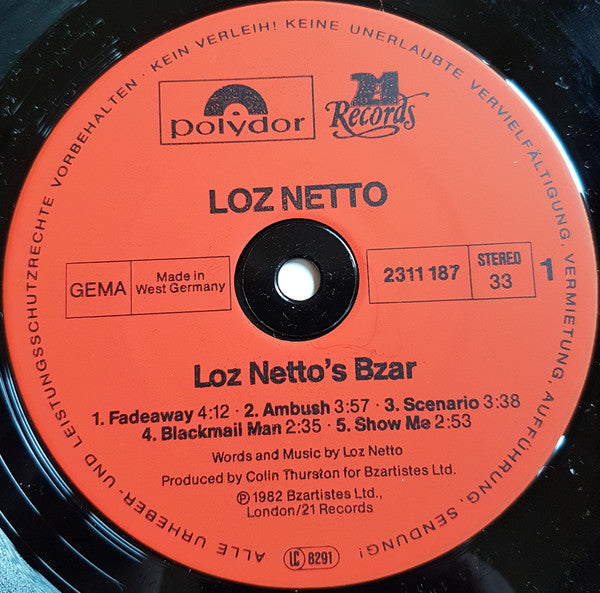 ALLE URHEBER- UND LEISTUNGSSCHUTZRECHTE VORBEHALTEN · KEIN VERLEIH! KEINE UNERLAUBTE VERVIELFÄLTIGUNG, VERMIETUNG, AUFFÜHRUNG, SENDUNG!
polydor
21 Records
LOZ NETTO
GEMA
Made in
West Germany
2311 187
STEREO
33
1
Loz Netto's Bzar
1. Fadeaway 4:12 · 2. Ambush 3:57 · 3. Scenario 3:38
4. Blackmail Man 2:35 · 5. Show Me 2:53
Words and Music by Loz Netto
Produced by Colin Thurston for Bzartistes Ltd.
℗ 1982 Bzartistes Ltd.,
London/21 Records
LC 8291